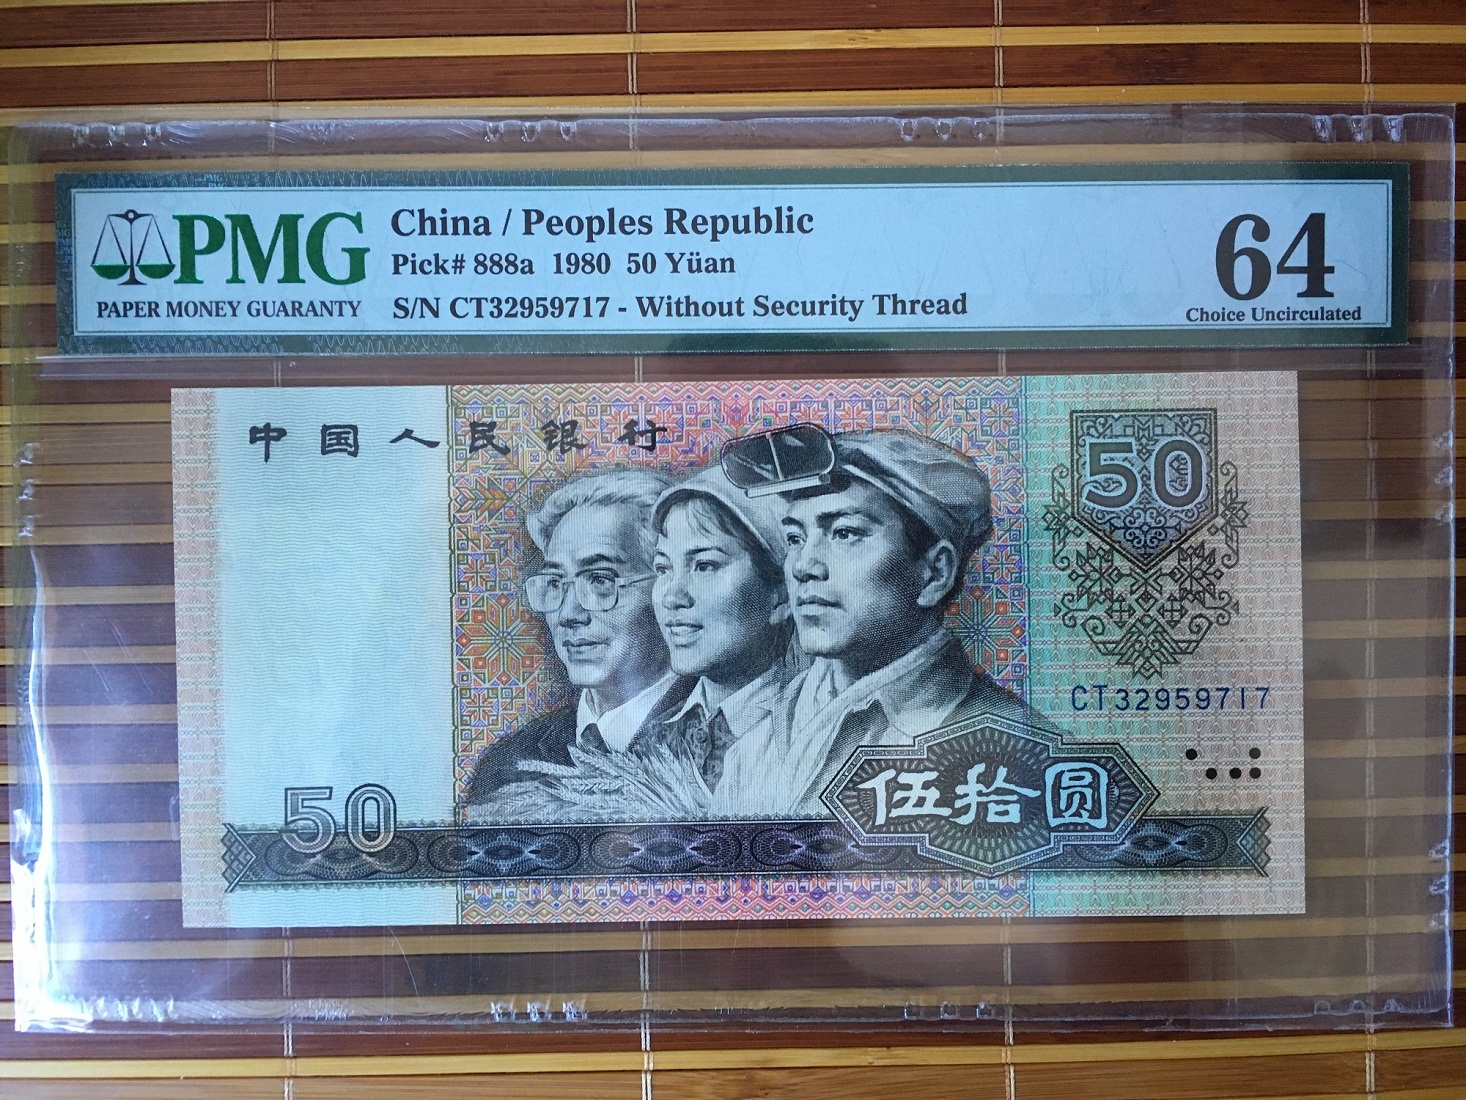 PMG
PAPER MONEY GUARANTY
China / Peoples Republic
Pick# 888a 1980 50 Yüan
S/N CT32959717 - Without Security Thread
64
Choice Uncirculated
中国人民银行
50
CT32959717
50
伍拾圆